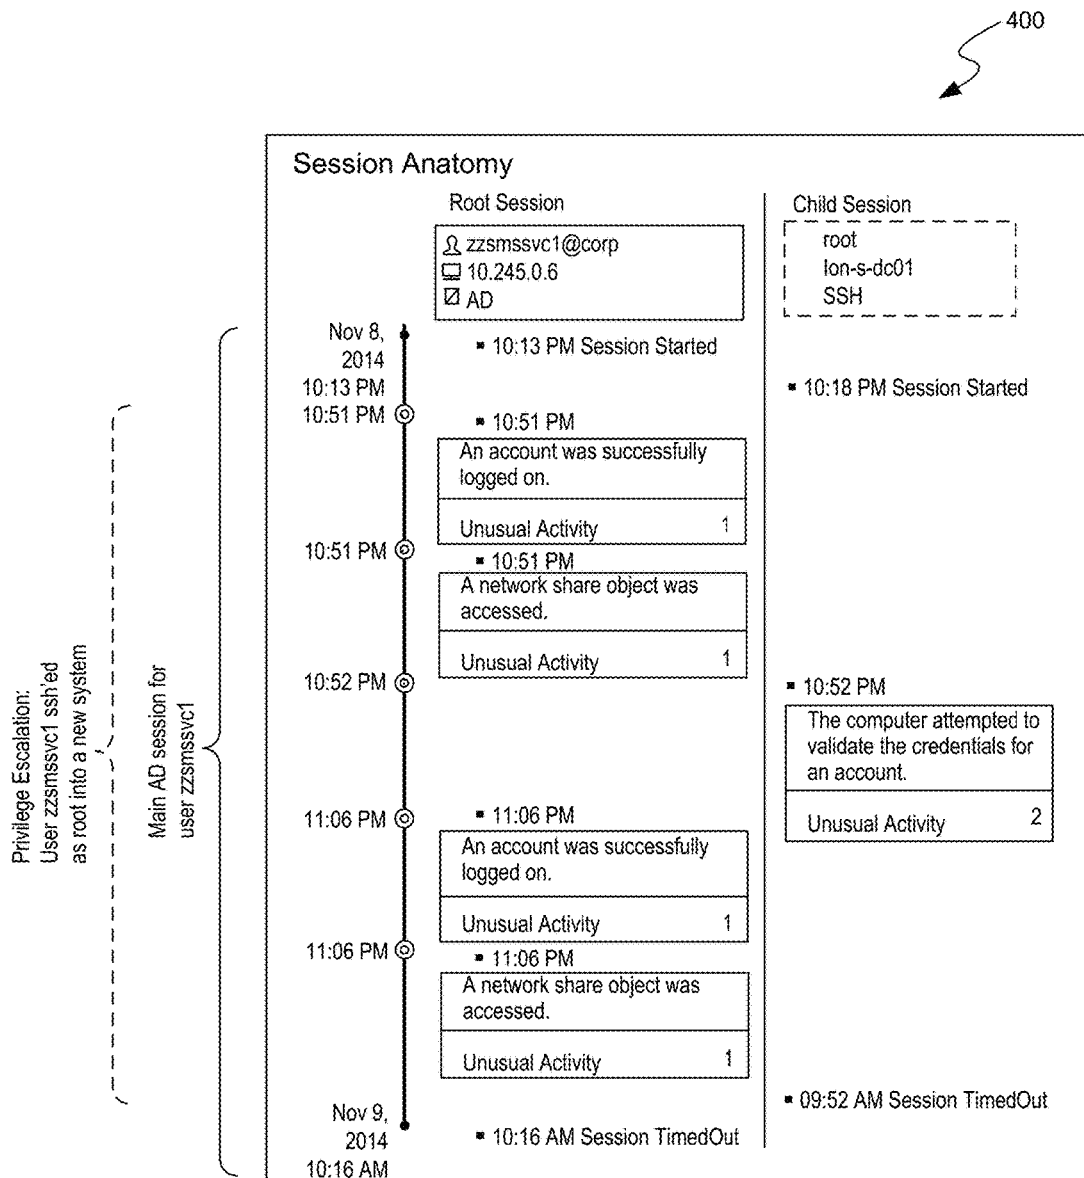 400
Session Anatomy
Root Session
zzsmssvc1@corp
10.245.0.6
AD
Child Session
root
lon-s-dc01
SSH
Nov 8,
2014
10:13 PM
10:13 PM Session Started
10:18 PM Session Started
10:51 PM
10:51 PM
An account was successfully
logged on.
Unusual Activity 1
10:51 PM
10:51 PM
A network share object was
accessed.
Unusual Activity 1
10:52 PM
10:52 PM
The computer attempted to
validate the credentials for
an account.
Unusual Activity 2
11:06 PM
11:06 PM
An account was successfully
logged on.
Unusual Activity 1
11:06 PM
11:06 PM
A network share object was
accessed.
Unusual Activity 1
09:52 AM Session TimedOut
Nov 9,
2014
10:16 AM
10:16 AM Session TimedOut
Privilege Escalation:
User zzsmssvc1 ssh'ed
as root into a new system
Main AD session for
user zzsmssvc1